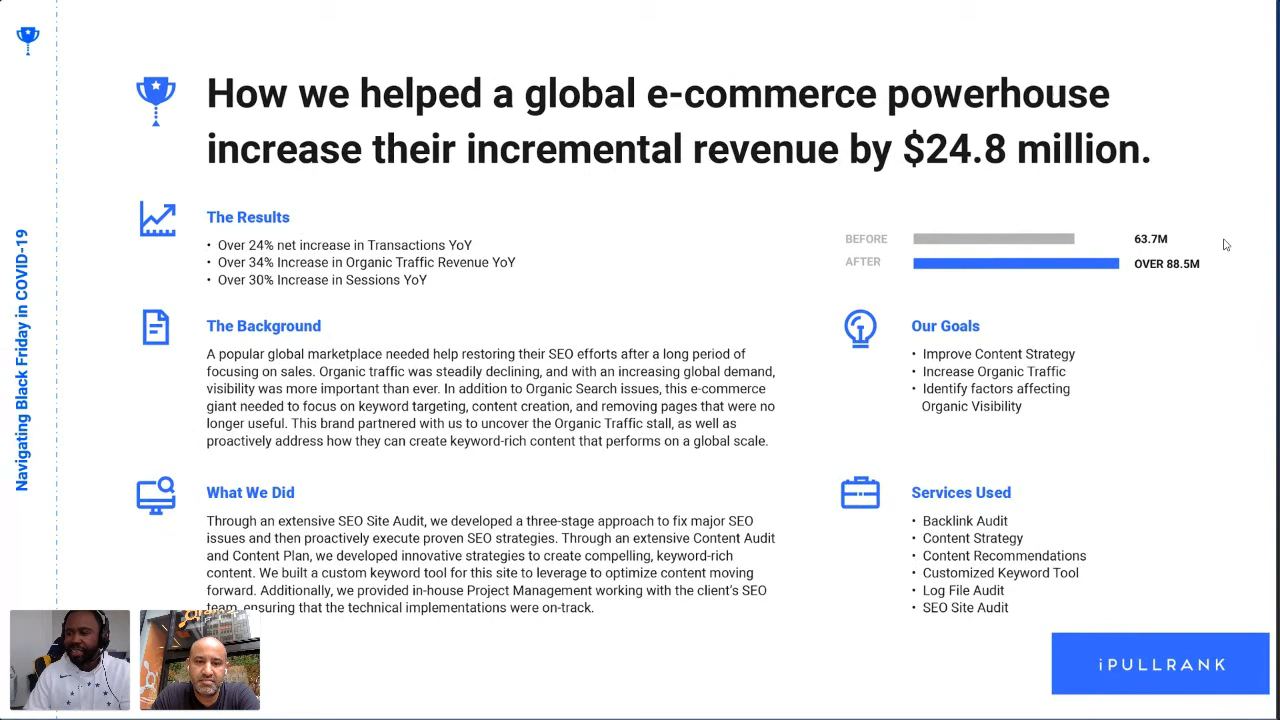 How we helped a global e-commerce powerhouse
increase their incremental revenue by $24.8 million.
The Results
• Over 24% net increase in Transactions YoY
• Over 34% Increase in Organic Traffic Revenue YoY
• Over 30% Increase in Sessions YoY
BEFORE 63.7M
AFTER OVER 88.5M
The Background
A popular global marketplace needed help restoring their SEO efforts after a long period of
focusing on sales. Organic traffic was steadily declining, and with an increasing global demand,
visibility was more important than ever. In addition to Organic Search issues, this e-commerce
giant needed to focus on keyword targeting, content creation, and removing pages that were no
longer useful. This brand partnered with us to uncover the Organic Traffic stall, as well as
proactively address how they can create keyword-rich content that performs on a global scale.
Our Goals
• Improve Content Strategy
• Increase Organic Traffic
• Identify factors affecting
Organic Visibility
What We Did
Through an extensive SEO Site Audit, we developed a three-stage approach to fix major SEO
issues and then proactively execute proven SEO strategies. Through an extensive Content Audit
and Content Plan, we developed innovative strategies to create compelling, keyword-rich
content. We built a custom keyword tool for this site to leverage to optimize content moving
forward. Additionally, we provided in-house Project Management working with the client's SEO
team, ensuring that the technical implementations were on-track.
Services Used
• Backlink Audit
• Content Strategy
• Content Recommendations
• Customized Keyword Tool
• Log File Audit
• SEO Site Audit
Navigating Black Friday in COVID-19
iPULLRANK